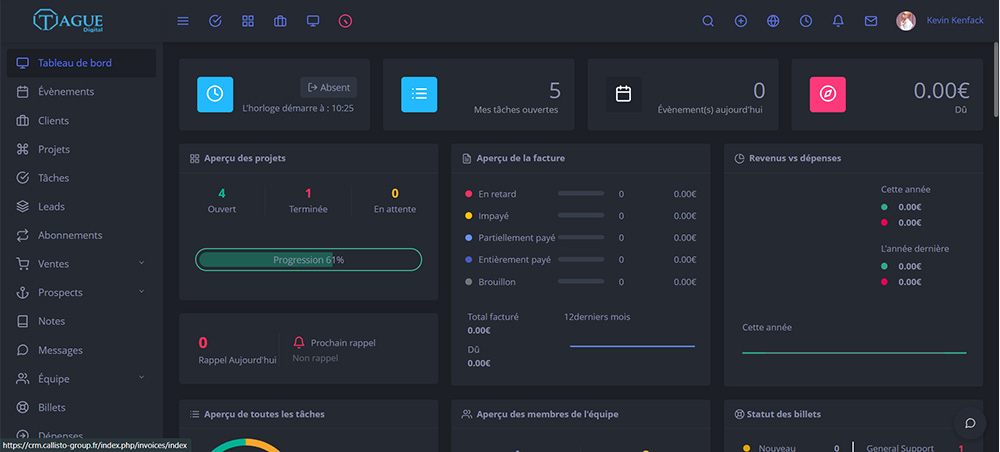 TAGUE
Digital
Kevin Kenfack
Tableau de bord
Évènements
Clients
Projets
Tâches
Leads
Abonnements
Ventes
Prospects
Notes
Messages
Équipe
Billets
Dépenses
https://crm.callisto-group.fr/index.php/invoices/index
Absent
L'horloge démarre à : 10:25
5
Mes tâches ouvertes
0
Évènement(s) aujourd'hui
0.00€
Dû
Aperçu des projets
4
Ouvert
1
Terminée
0
En attente
Progression 61%
0
Rappel Aujourd'hui
Prochain rappel
Non rappel
Aperçu de la facture
En retard 0 0.00€
Impayé 0 0.00€
Partiellement payé 0 0.00€
Entièrement payé 0 0.00€
Brouillon 0 0.00€
Total facturé
0.00€
Dû
0.00€
12derniers mois
Revenus vs dépenses
Cette année
0.00€
0.00€
L'année dernière
0.00€
0.00€
Cette année
Aperçu de toutes les tâches
Aperçu des membres de l'équipe
Statut des billets
Nouveau 0
General Support 1